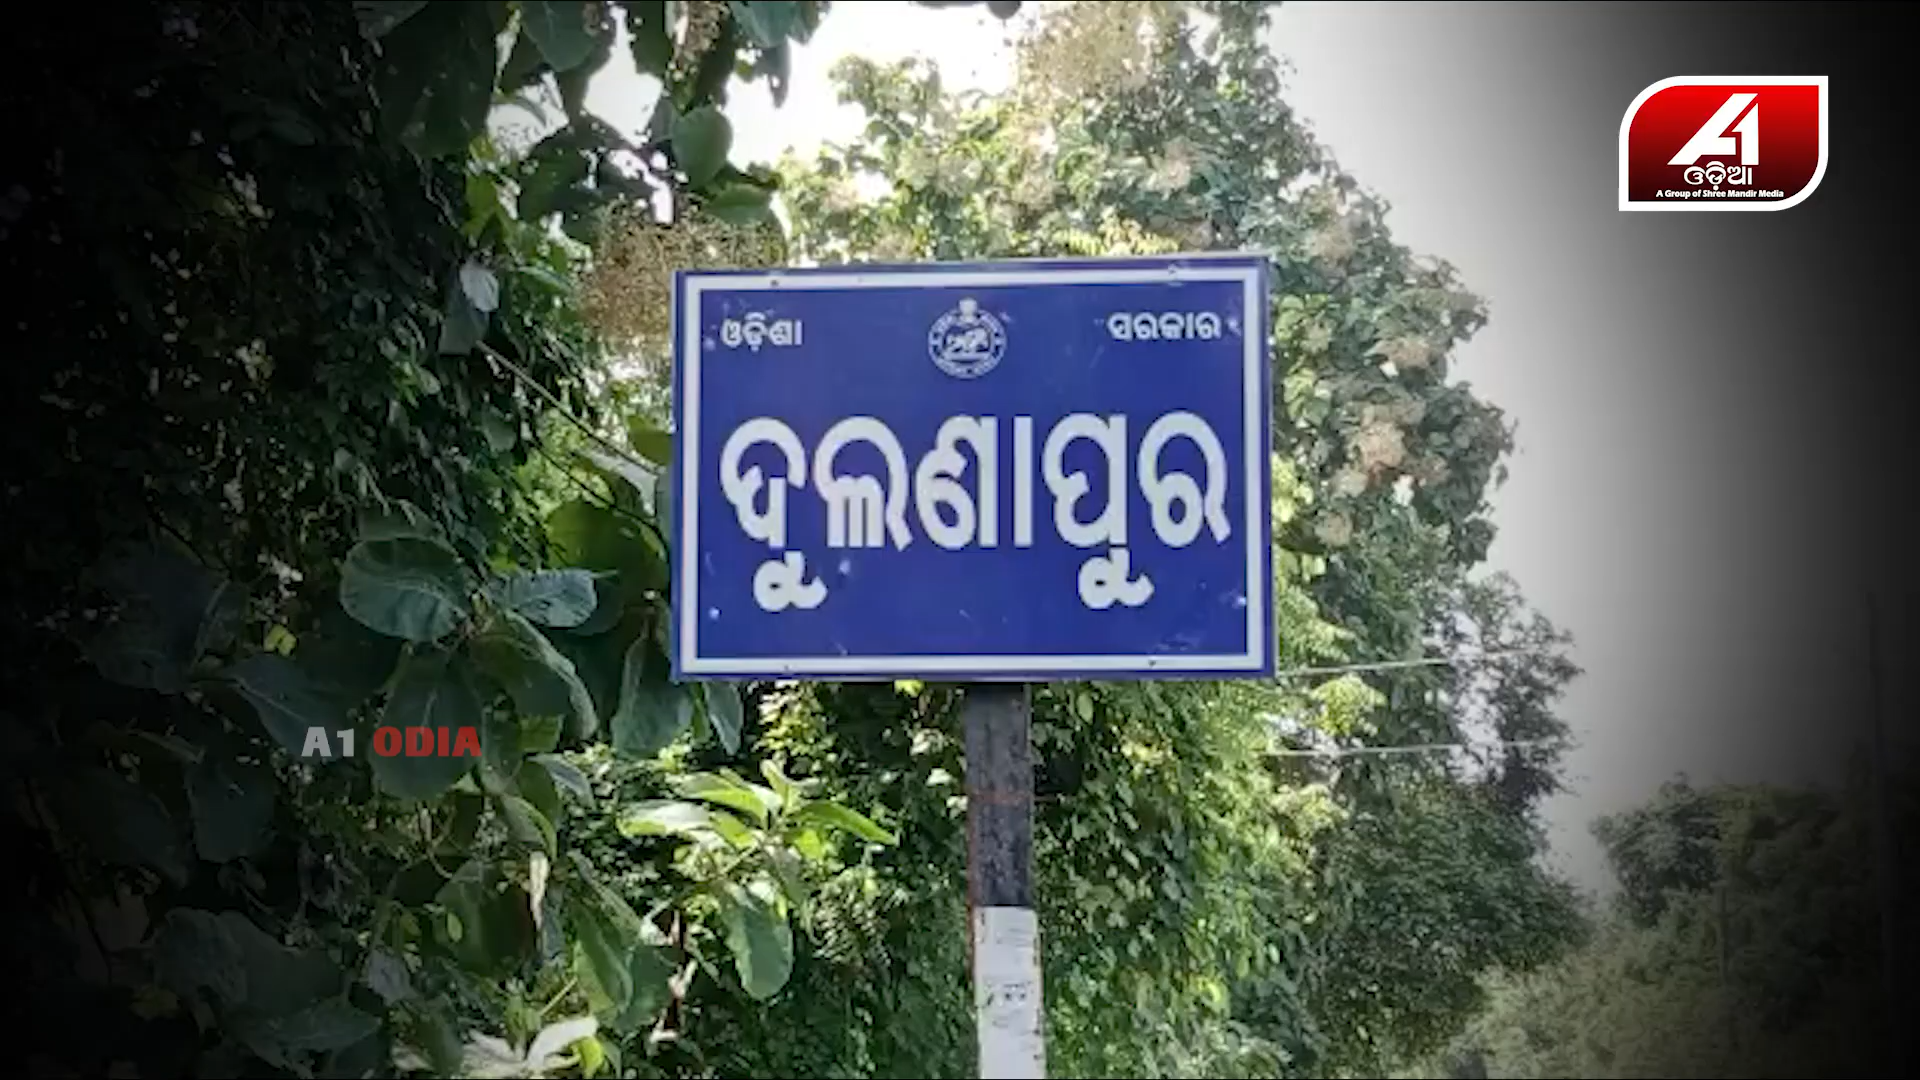 A1
ଓଡ଼ିଆ
A Group of Shree Mandir Media
ଓଡ଼ିଶା ସରକାର
ଦୁଲଣାପୁର
A1 ODIA